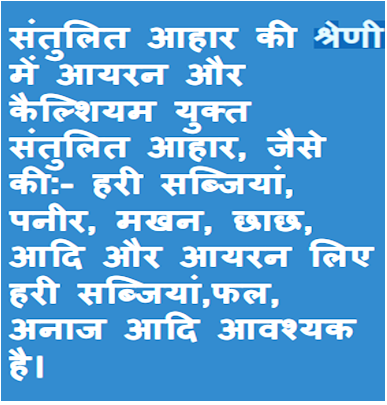 संतुलित आहार की श्रेणी
में आयरन और
कैल्शियम युक्त
संतुलित आहार, जैसे
की:- हरी सब्जियां,
पनीर, मखन, छाछ,
आदि और आयरन लिए
हरी सब्जियां,फल,
अनाज आदि आवश्यक
है।